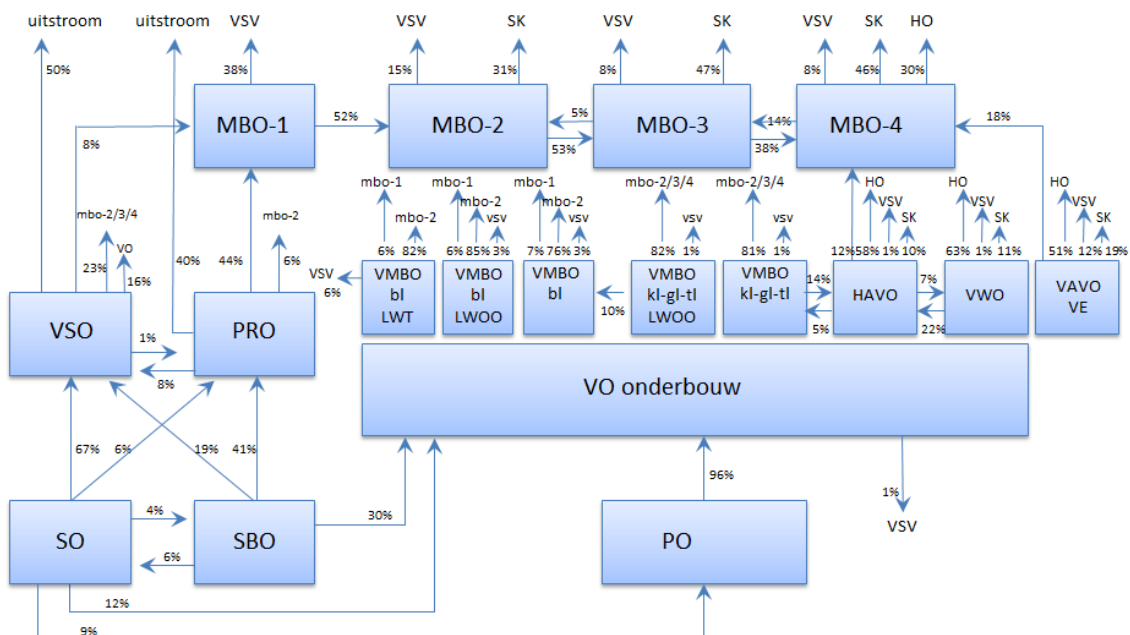 uitstroom uitstroom VSV VSV SK VSV SK VSV SK HO
50% 38% 15% 31% 8% 47% 8% 46% 30%
MBO-1 MBO-2 MBO-3 MBO-4
8% 52% 5% 53% 14% 38% 18%
mbo-1 mbo-2 mbo-1 mbo-2 vsv mbo-1 mbo-2 vsv mbo-2/3/4 vsv mbo-2/3/4 vsv HO VSV SK HO VSV SK HO VSV SK
mbo-2/3/4 VO mbo-2
23% 16% 40% 44% 6%
6% 82% 6% 85% 3% 7% 76% 3% 82% 1% 81% 1% 12% 58% 1% 10% 63% 1% 11% 51% 12% 19%
VSV
6%
VMBO
bl
LWT
VMBO
bl
LWOO
VMBO
bl
10%
VMBO
kl-gl-tl
LWOO
VMBO
kl-gl-tl
14%
5%
HAVO
7%
22%
VWO
VAVO
VE
VSO PRO
1%
8%
VO onderbouw
67% 6% 19% 41%
96%
1%
VSV
SO SBO PO
4%
6%
30%
12%
9%